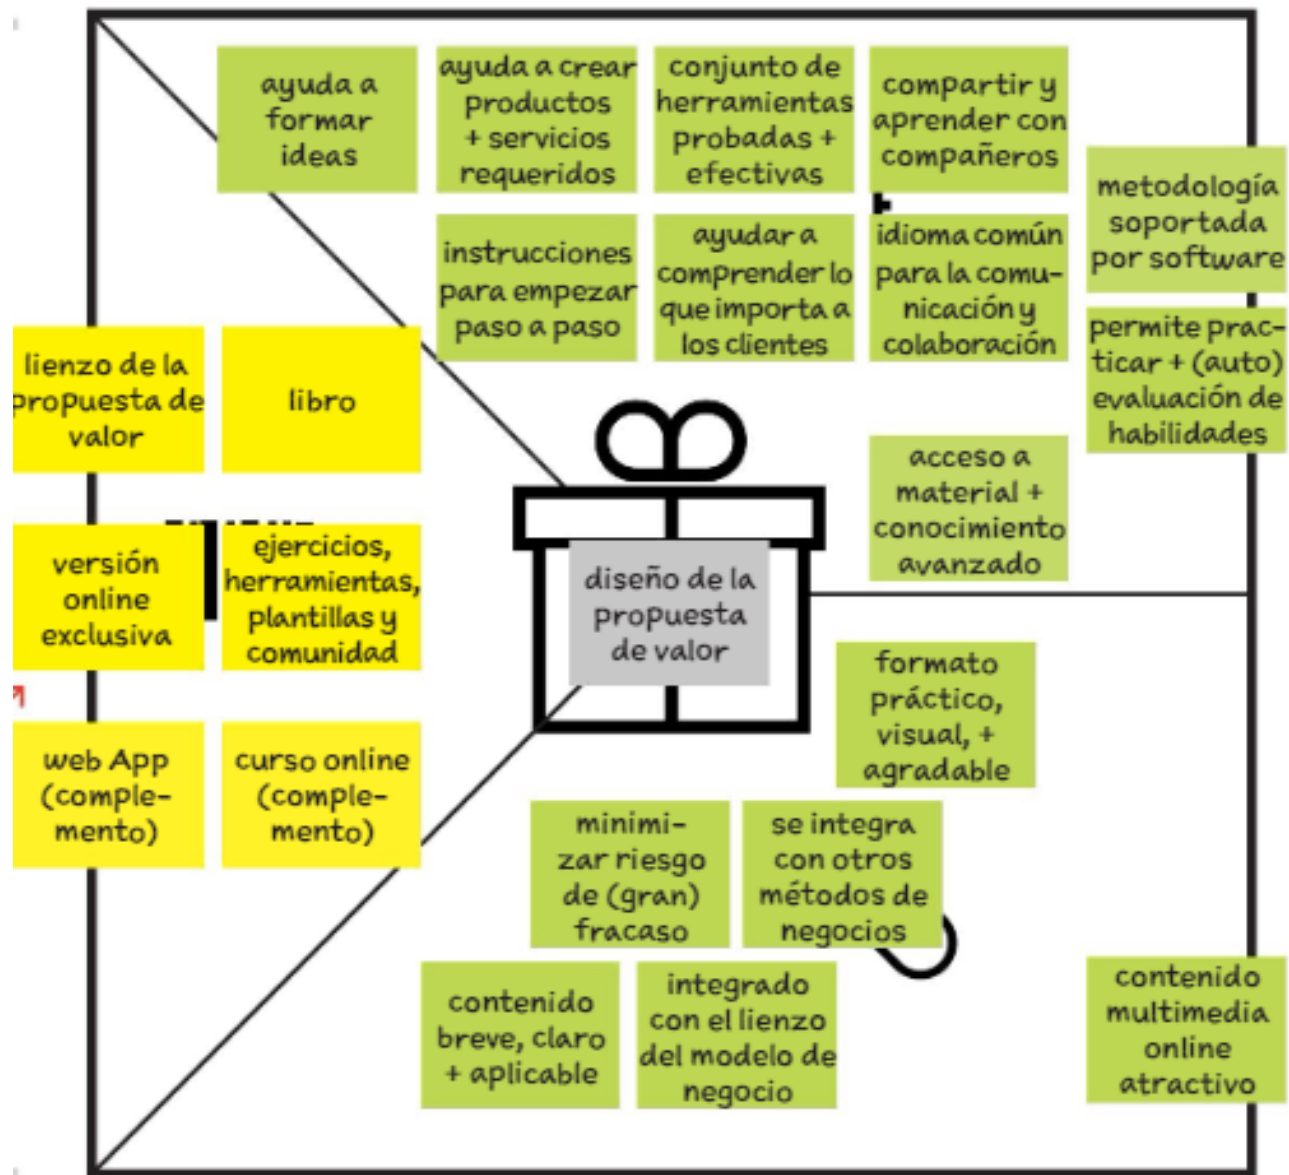 ayuda a
formar
ideas
ayuda a crear
productos
+ servicios
requeridos
conjunto de
herramientas
probadas +
efectivas
compartir y
aprender con
compañeros
metodología
soportada
por software
instrucciones
para empezar
paso a paso
ayudar a
comprender lo
que importa a
los clientes
idioma común
para la comu-
nicación y
colaboración
permite prac-
ticar + (auto)
evaluación de
habilidades
lienzo de la
propuesta de
valor
libro
acceso a
material +
conocimiento
avanzado
versión
online
exclusiva
ejercicios,
herramientas,
plantillas y
comunidad
diseño de la
propuesta
de valor
formato
práctico,
visual, +
agradable
web App
(comple-
mento)
curso online
(comple-
mento)
minimi-
zar riesgo
de (gran)
fracaso
se integra
con otros
métodos de
negocios
contenido
breve, claro
+ aplicable
integrado
con el lienzo
del modelo de
negocio
contenido
multimedia
online
atractivo